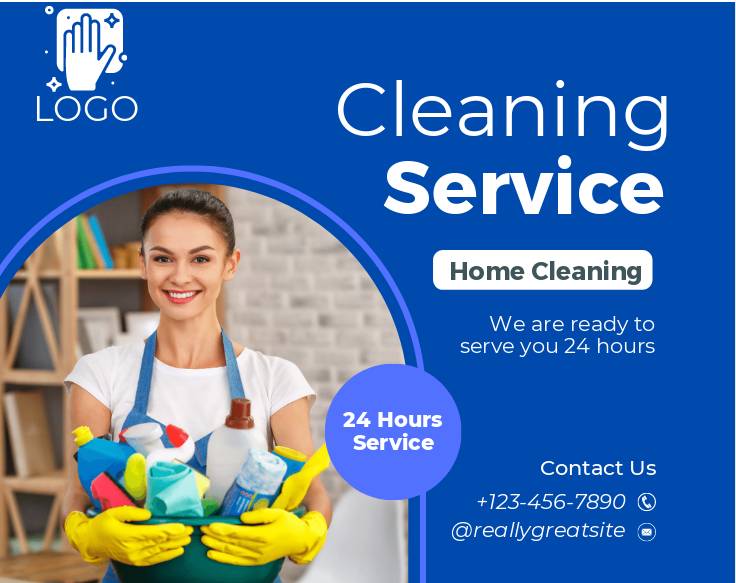 LOGO
Cleaning
Service
Home Cleaning
We are ready to
serve you 24 hours
24 Hours
Service
Contact Us
+123-456-7890
@reallygreatsite